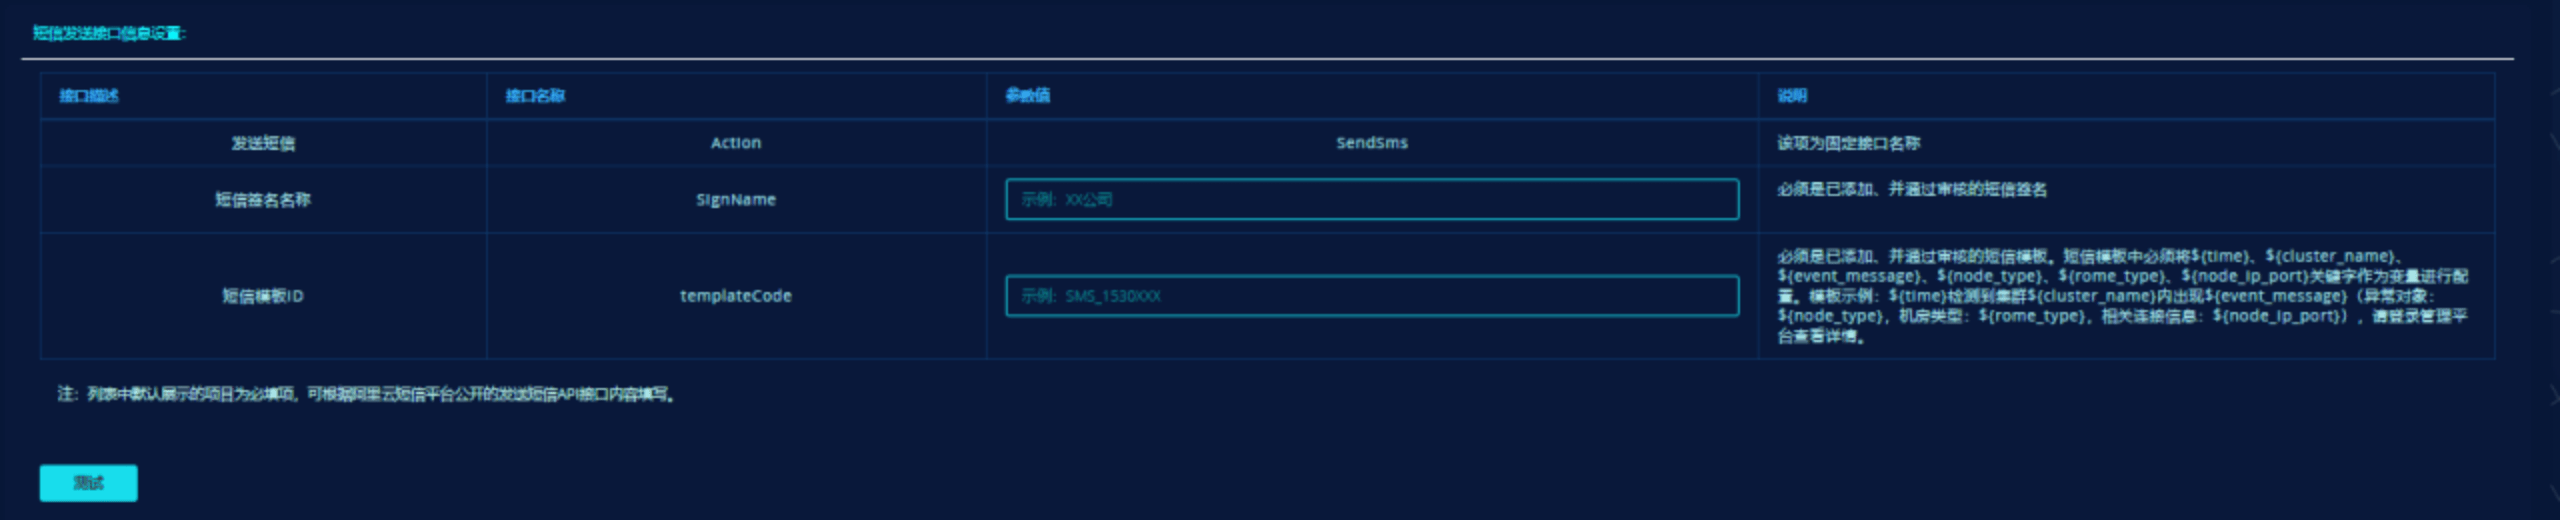 短信发送接口信息设置:
接口描述 接口名称 参数值 说明
发送短信 Action SendSms 该项为固定接口名称
短信签名名称 SignName 示例：XX公司 必须是已添加、并通过审核的短信签名
短信模板ID templateCode 示例：SMS_1530XXX 必须是已添加、并通过审核的短信模板。短信模板中必须将${time}、${cluster_name}、
${event_message}、${node_type}、${rome_type}、${node_ip_port}关键字作为变量进行配
置。模板示例：${time}检测到集群${cluster_name}内出现${event_message}（异常对象：
${node_type}，机房类型：${rome_type}，相关连接信息：${node_ip_port}），请登录管理平
台查看详情。
注：列表中默认展示的项目为必填项，可根据阿里云短信平台公开的发送短信API接口内容填写。
测试